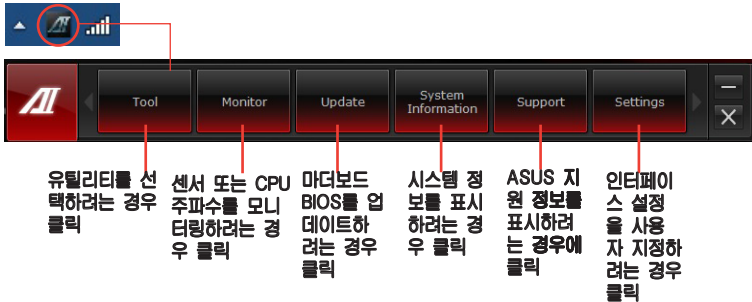 Tool
Monitor
Update
System
Information
Support
Settings
유틸리티를 선
택하려는 경우
클릭
센서 또는 CPU
주파수를 모니
터링하려는 경
우 클릭
마더보드
BIOS를 업
데이트하
려는 경우
클릭
시스템 정
보를 표시
하려는 경
우 클릭
ASUS 지
원 정보를
표시하려
는 경우에
클릭
인터페이
스 설정
을 사용
자 지정하
려는 경우
클릭